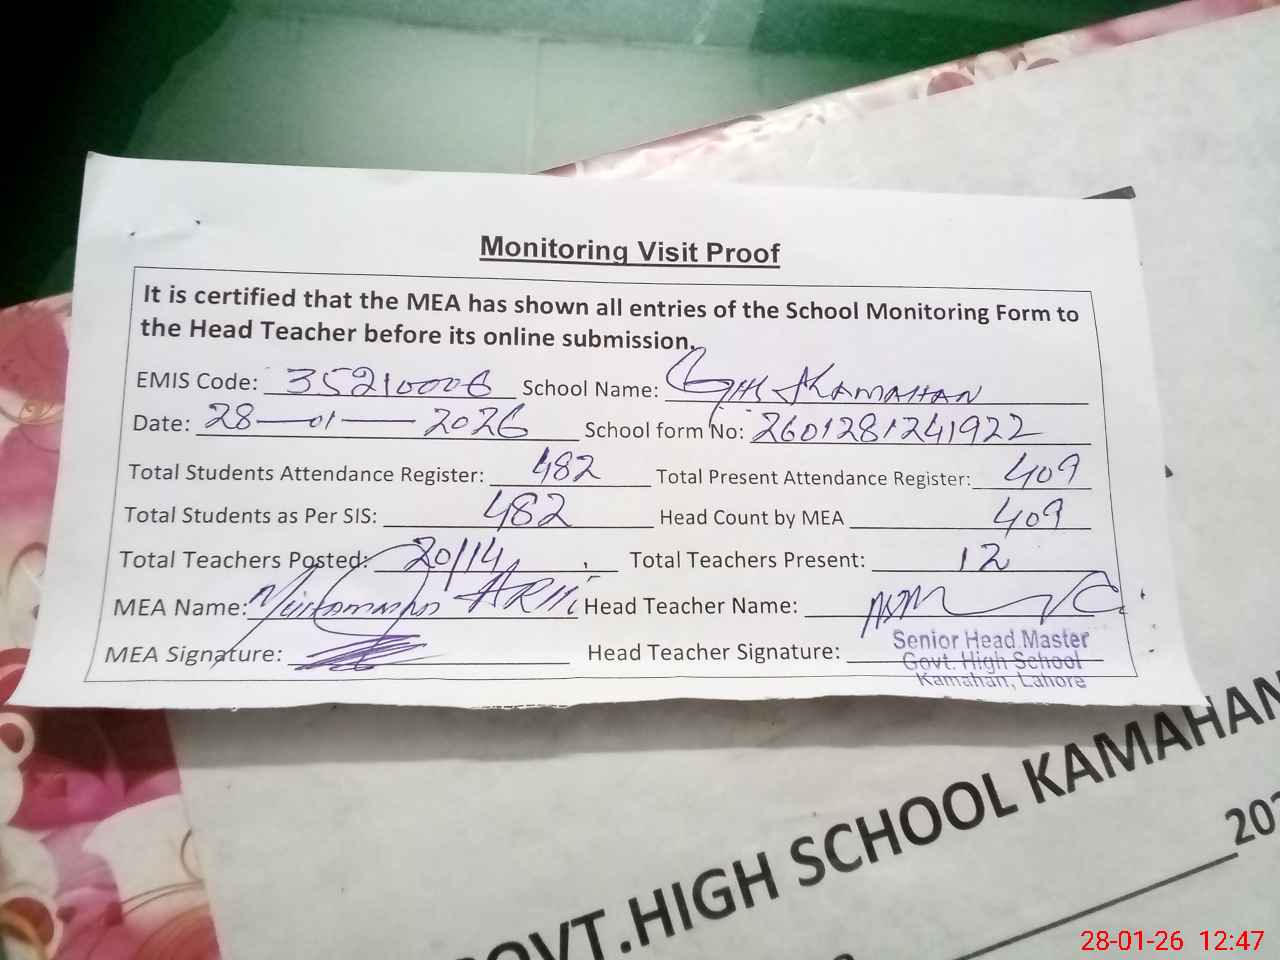 Monitoring Visit Proof
It is certified that the MEA has shown all entries of the School Monitoring Form to
the Head Teacher before its online submission.
EMIS Code: 35210006 School Name: GHS KAMAHAN
Date: 28-01-2026 School form No: 2601281241922
Total Students Attendance Register: 482 Total Present Attendance Register: 409
Total Students as Per SIS: 482 Head Count by MEA 409
Total Teachers Posted: 20/14 Total Teachers Present: 12
MEA Name: Head Teacher Name:
MEA Signature: Head Teacher Signature:
Senior Head Master
Govt. High School
Kamahan, Lahore
GOVT.HIGH SCHOOL KAMAHAN
202
28-01-26 12:47